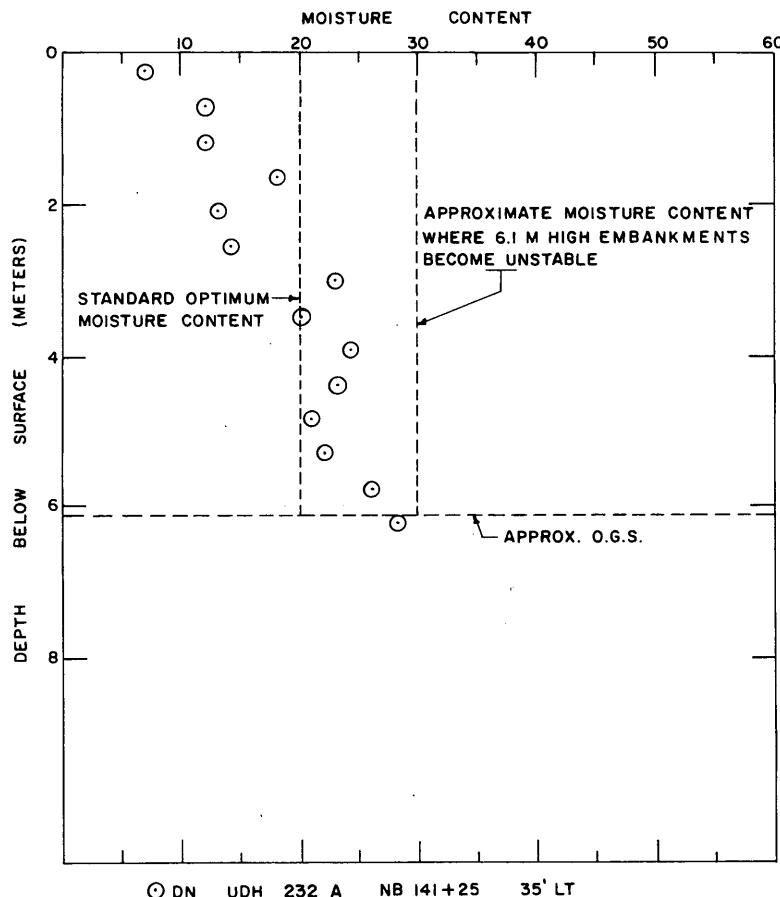 MOISTURE CONTENT
0 10 20 30 40 50 60
0
2
4
6
8
DEPTH BELOW SURFACE (METERS)
APPROXIMATE MOISTURE CONTENT
WHERE 6.1 M HIGH EMBANKMENTS
BECOME UNSTABLE
STANDARD OPTIMUM
MOISTURE CONTENT
APPROX. O.G.S.
DN UDH 232 A NB 141+25 35' LT